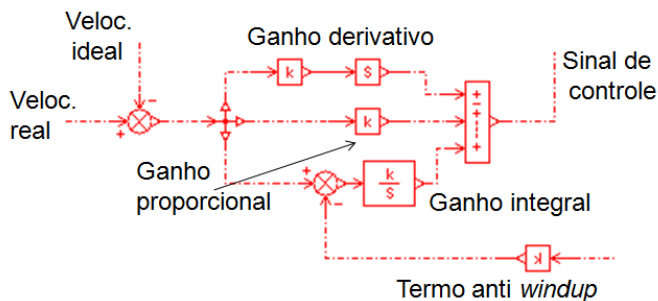 Veloc.
ideal
Ganho derivativo
Sinal de
controle
k
S
Veloc.
real
k
Ganho
proporcional
k
S
Ganho integral
k
Termo anti windup